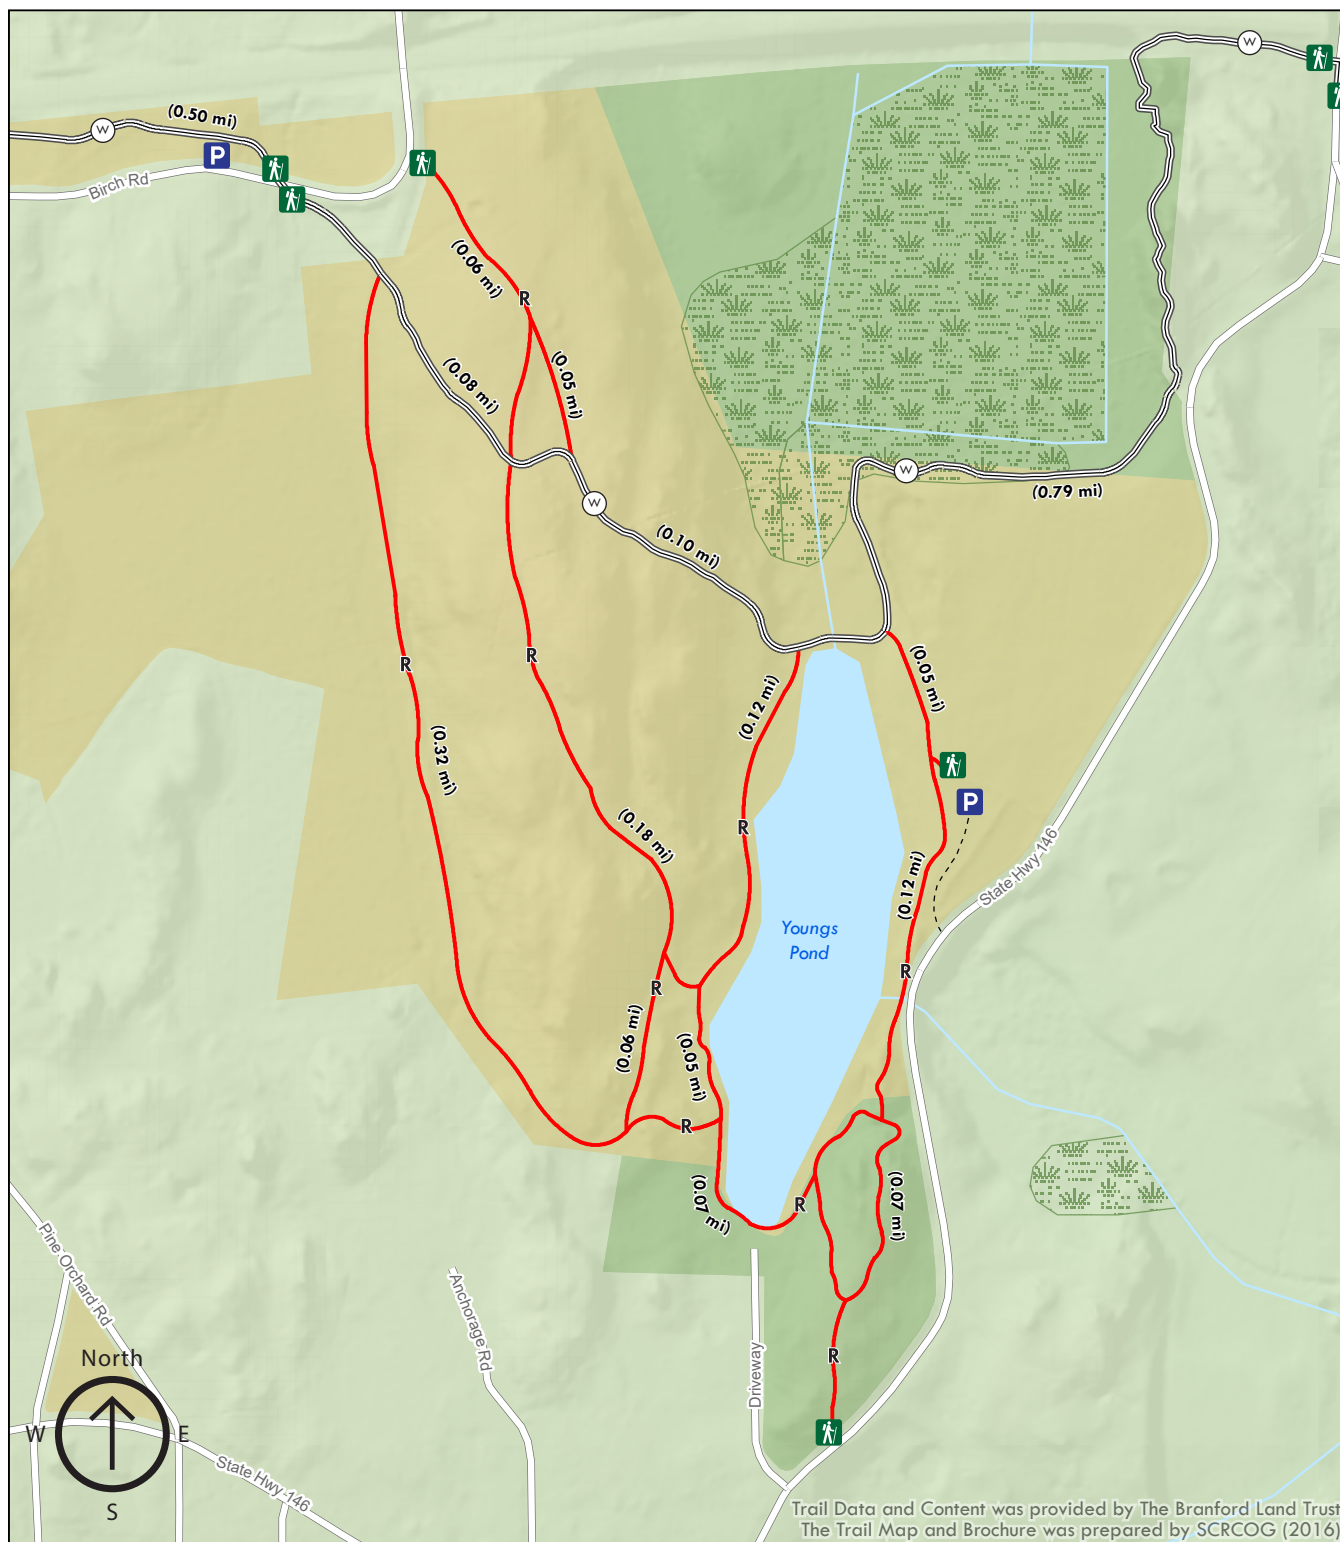 W
(0.50 mi)
P
Birch Rd
W
(0.06 mi)
R
(0.08 mi)
(0.05 mi)
W
W
(0.79 mi)
(0.10 mi)
R
R
(0.12 mi)
(0.05 mi)
(0.32 mi)
P
R
(0.18 mi)
State Hwy 146
(0.12 mi)
Youngs
Pond
R
R
(0.06 mi)
(0.05 mi)
R
(0.07 mi)
R
(0.07 mi)
Pine Orchard Rd
Anchorage Rd
Driveway
R
North
W
E
S
State Hwy 146
Trail Data and Content was provided by The Branford Land Trust
The Trail Map and Brochure was prepared by SCRCOG (2016)